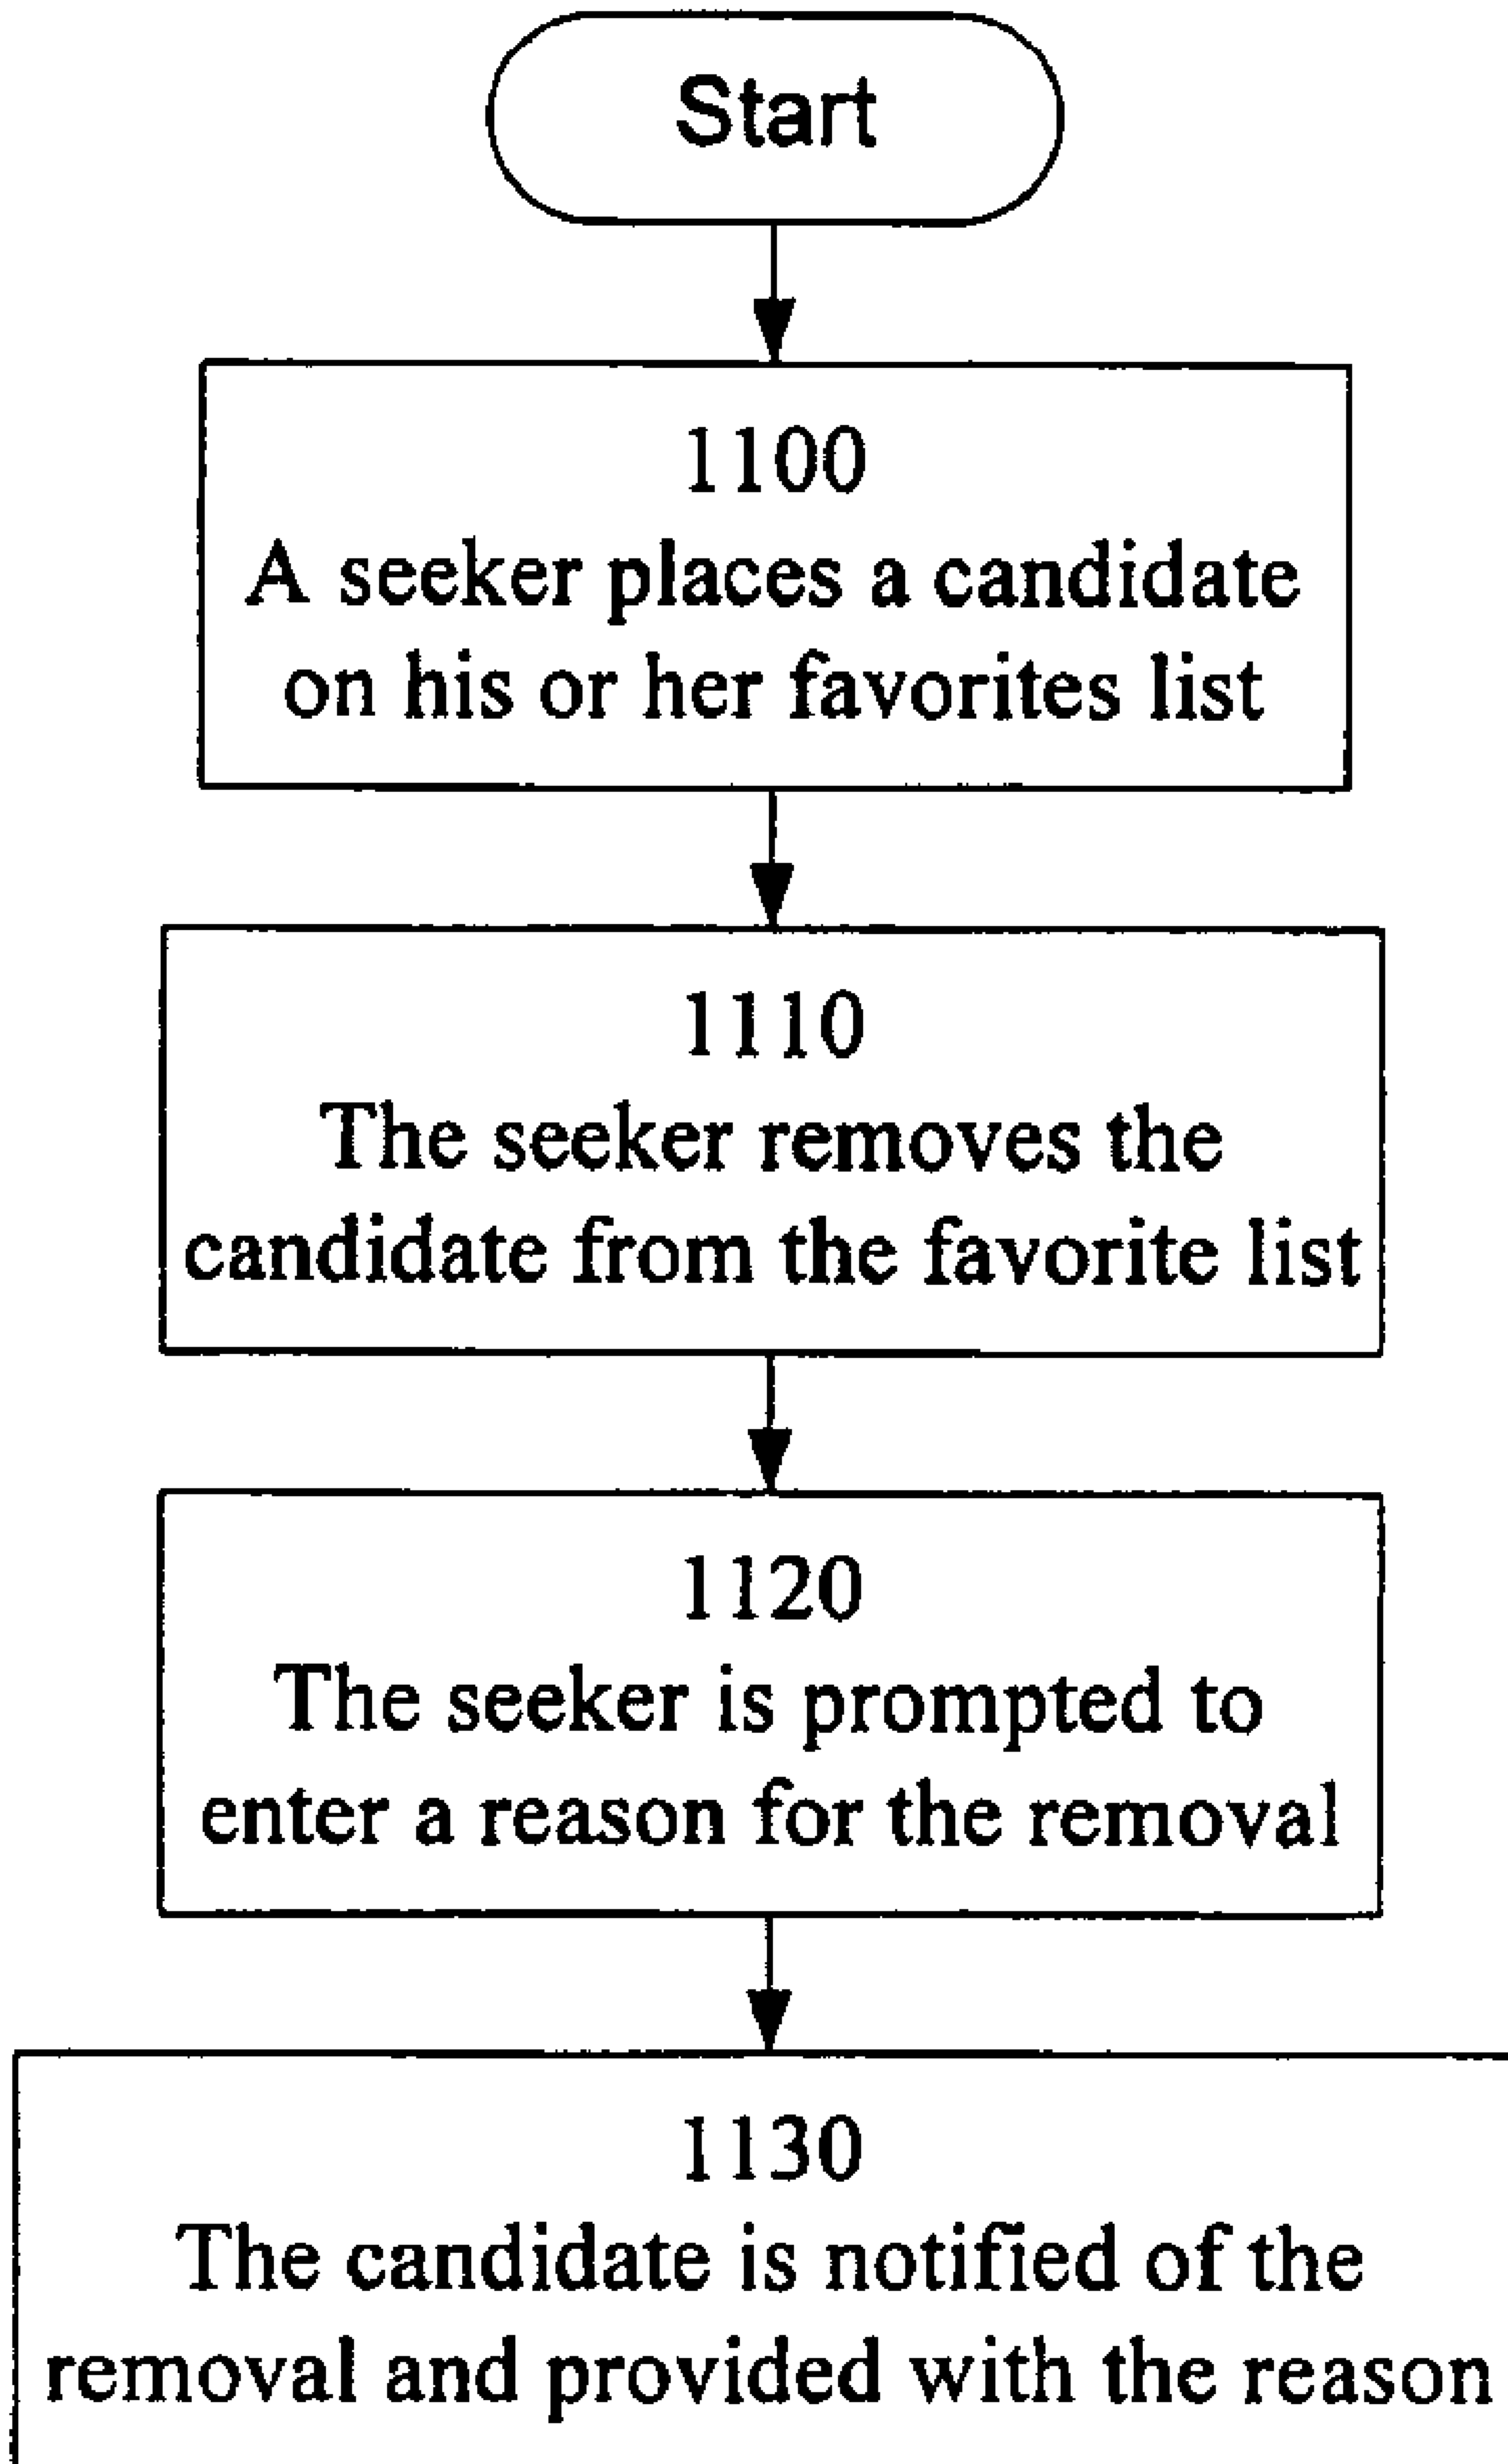 Start
1100
A seeker places a candidate
on his or her favorites list
1110
The seeker removes the
candidate from the favorite list
1120
The seeker is prompted to
enter a reason for the removal
1130
The candidate is notified of the
removal and provided with the reason